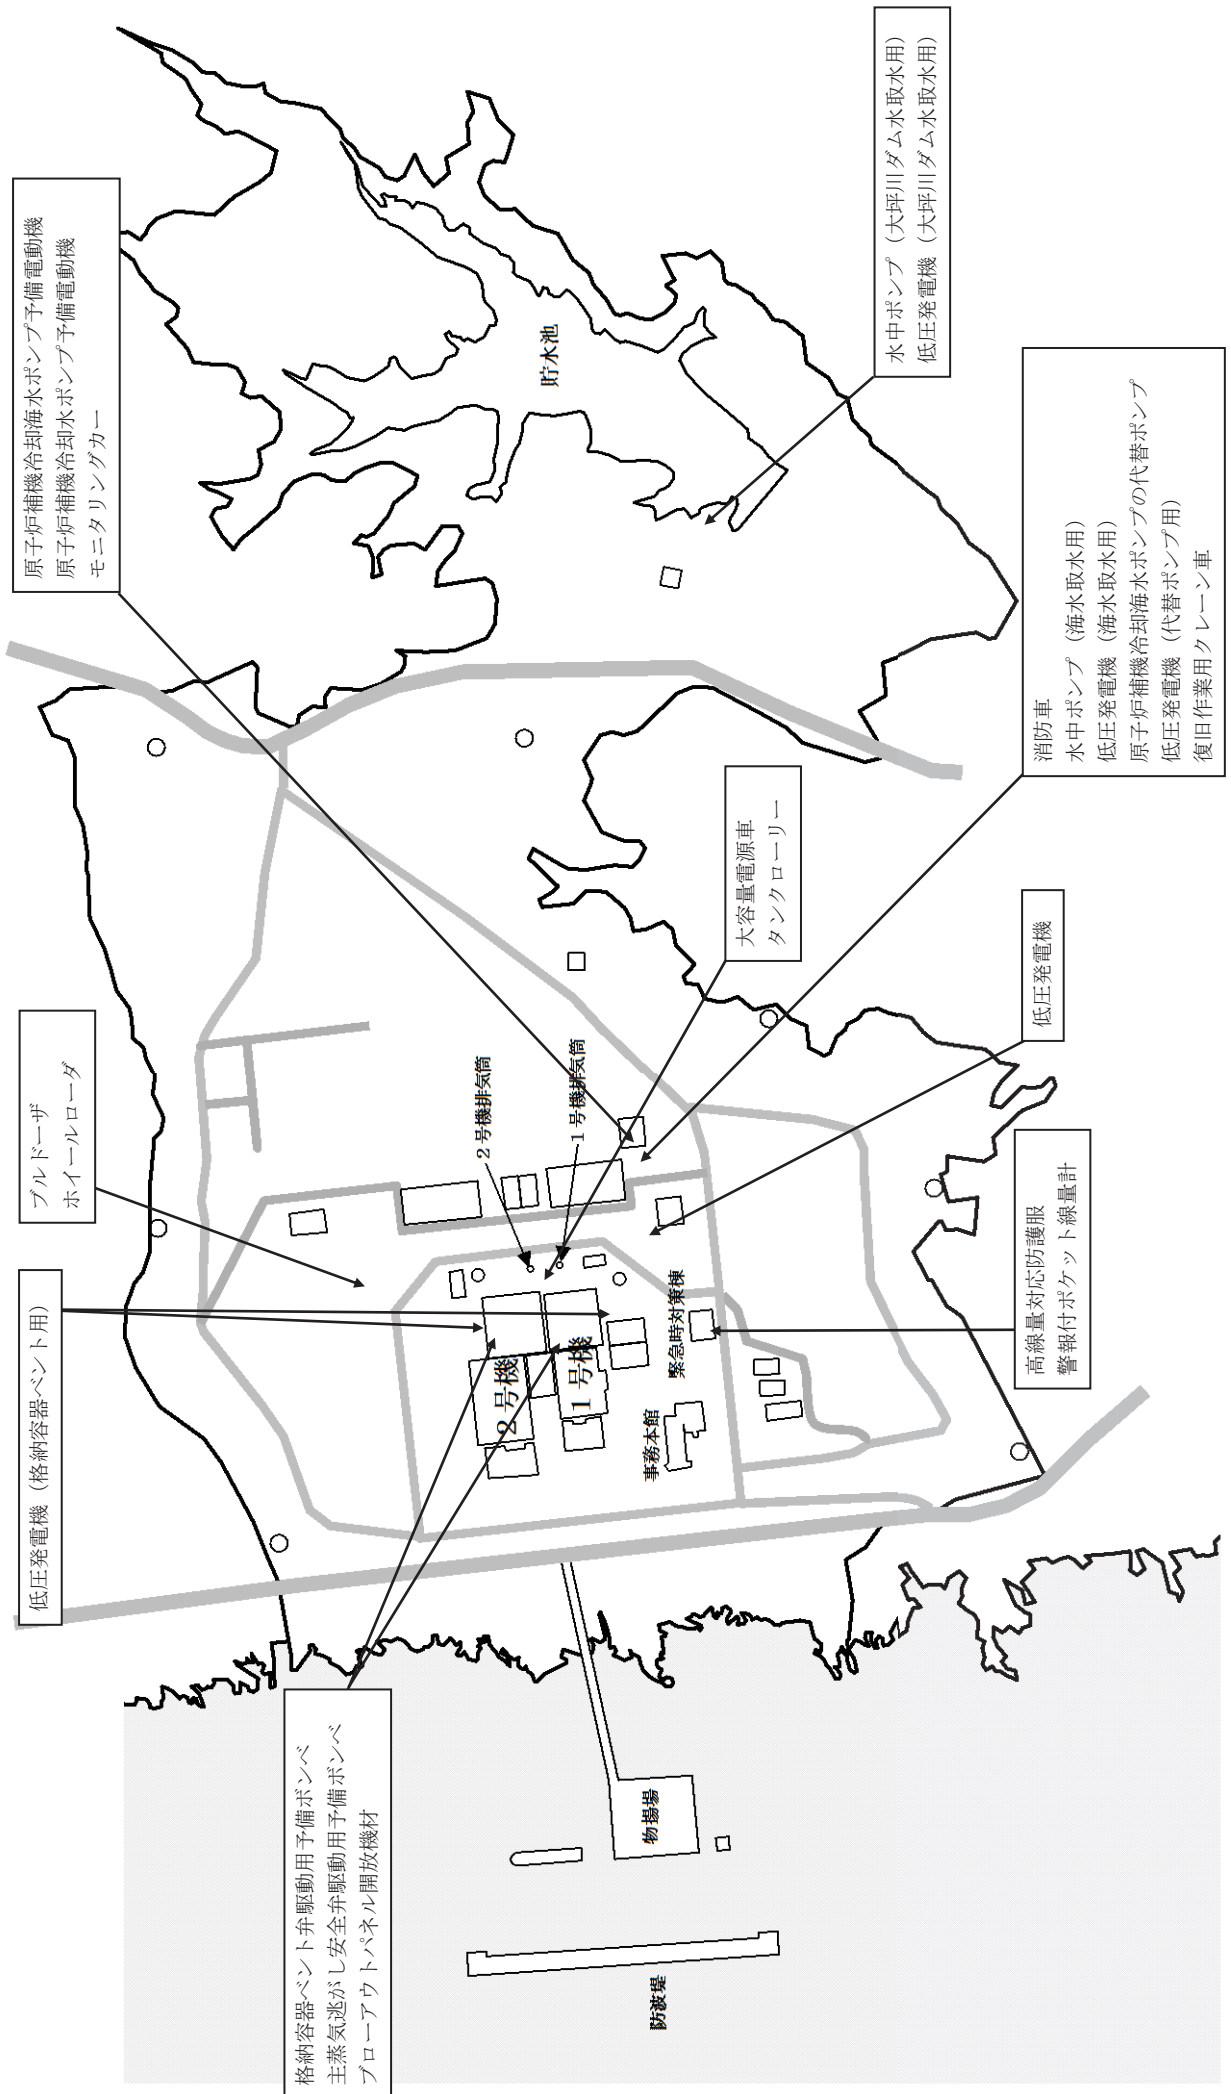 格納容器ベント弁駆動用予備ボンベ
主蒸気逃がし安全弁駆動用予備ボンベ
ブローアウトパネル開放機材
低圧発電機（格納容器ベント用）
ブルドーザ
ホイールローダ
原子炉補機冷却海水ポンプ予備電動機
原子炉補機冷却水ポンプ予備電動機
モニタリングカー
２号機排気筒
１号機排気筒
２号機
１号機
貯水池
防波堤
物揚場
事務本館
緊急時対策棟
大容量電源車
タンクローリー
水中ポンプ（大坪川ダム水取水用）
低圧発電機（大坪川ダム水取水用）
高線量対応防護服
警報付ポケット線量計
低圧発電機
消防車
水中ポンプ（海水取水用）
低圧発電機（海水取水用）
原子炉補機冷却海水ポンプの代替ポンプ
低圧発電機（代替ポンプ用）
復旧作業用クレーン車